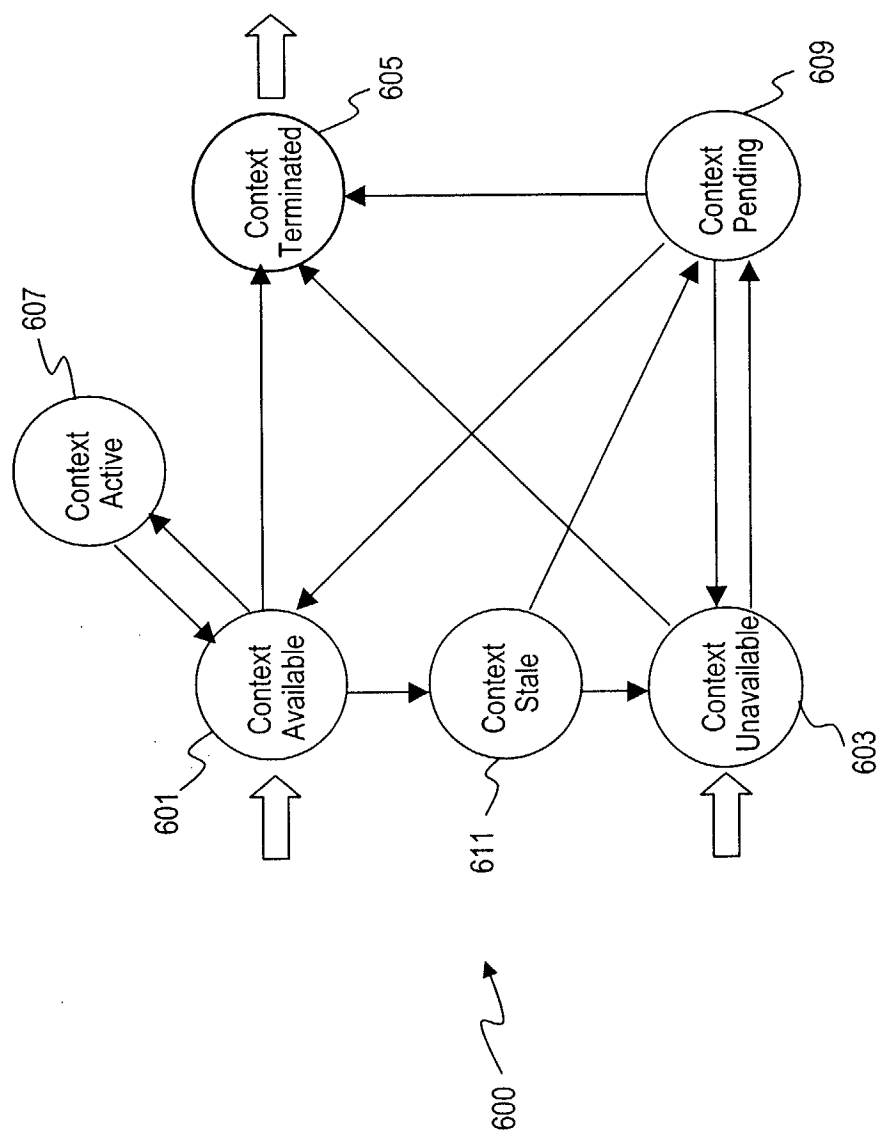 607
Context
Active
601
Context
Available
Context
Terminated
605
611
Context
Stale
603
Context
Unavailable
Context
Pending
609
600